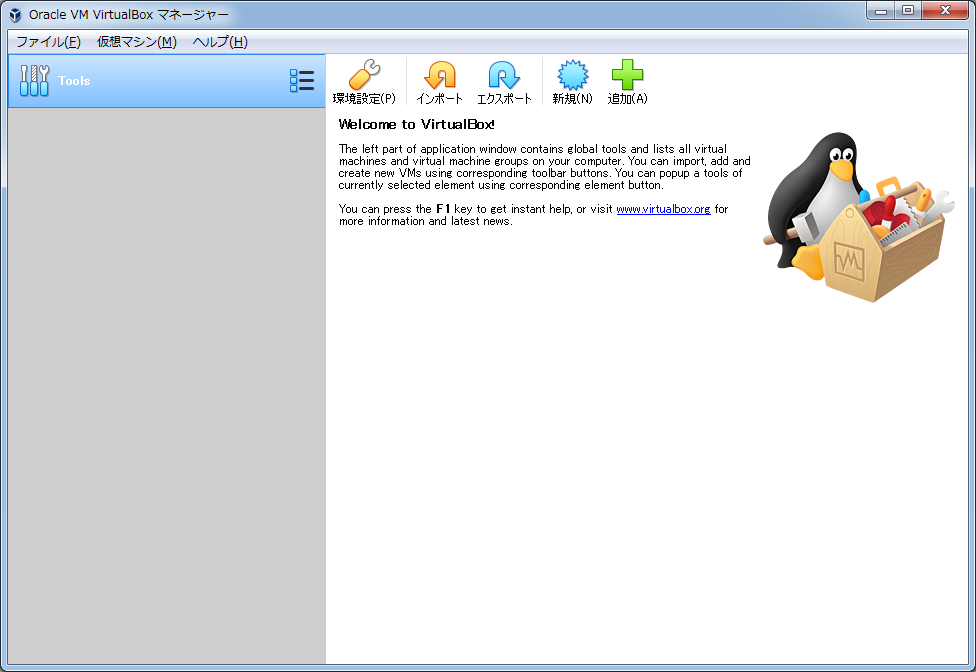 Oracle VM VirtualBox マネージャー
ファイル(F) 仮想マシン(M) ヘルプ(H)
Tools
環境設定(P) インポート エクスポート 新規(N) 追加(A)
Welcome to VirtualBox!
The left part of application window contains global tools and lists all virtual
machines and virtual machine groups on your computer. You can import, add and
create new VMs using corresponding toolbar buttons. You can popup a tools of
currently selected element using corresponding element button.
You can press the F1 key to get instant help, or visit www.virtualbox.org for
more information and latest news.